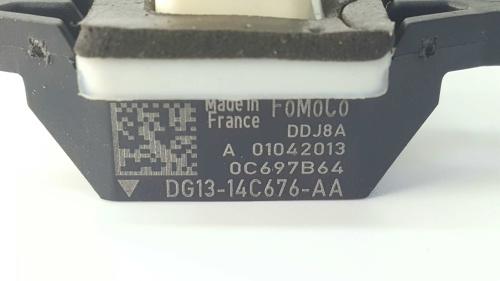 Made in FoMoCo
France
DDJ8A
A 01042013
0C697B64
DG13-14C676-AA